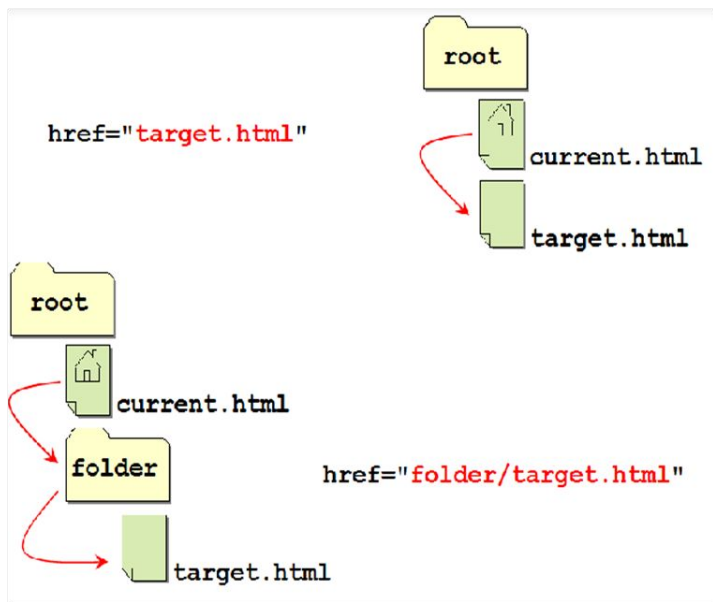 root
href="target.html"
current.html
target.html
root
current.html
folder
href="folder/target.html"
target.html